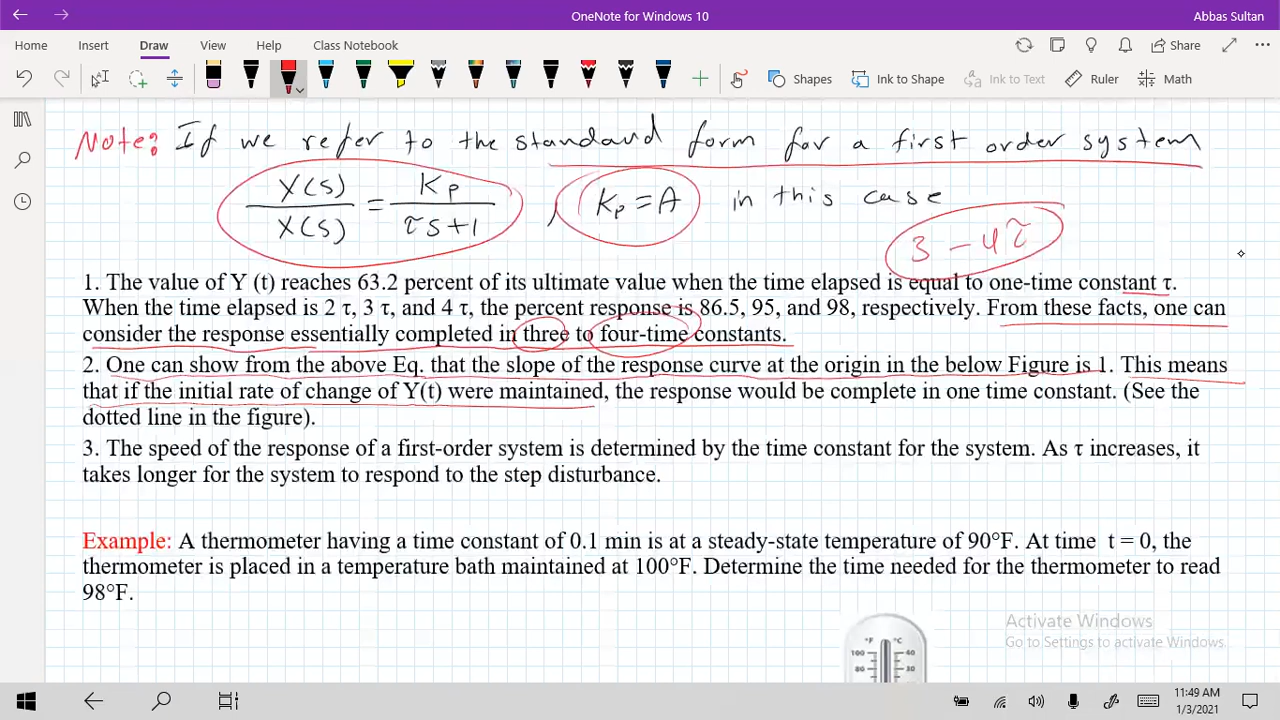 OneNote for Windows 10
Abbas Sultan
Home Insert Draw View Help Class Notebook Share
Shapes Ink to Shape Ink to Text Ruler Math
Note: If we refer to the standard form for a first order system
Y(s)/X(s) = Kp/τs+1 , Kp = A in this case
3 - 4τ
1. The value of Y (t) reaches 63.2 percent of its ultimate value when the time elapsed is equal to one-time constant τ.
When the time elapsed is 2 τ, 3 τ, and 4 τ, the percent response is 86.5, 95, and 98, respectively. From these facts, one can
consider the response essentially completed in three to four-time constants.
2. One can show from the above Eq. that the slope of the response curve at the origin in the below Figure is 1. This means
that if the initial rate of change of Y(t) were maintained, the response would be complete in one time constant. (See the
dotted line in the figure).
3. The speed of the response of a first-order system is determined by the time constant for the system. As τ increases, it
takes longer for the system to respond to the step disturbance.
Example: A thermometer having a time constant of 0.1 min is at a steady-state temperature of 90°F. At time t = 0, the
thermometer is placed in a temperature bath maintained at 100°F. Determine the time needed for the thermometer to read
98°F.
Activate Windows
Go to Settings to activate Windows.
°F °C
100 40
80 30
11:49 AM
1/3/2021